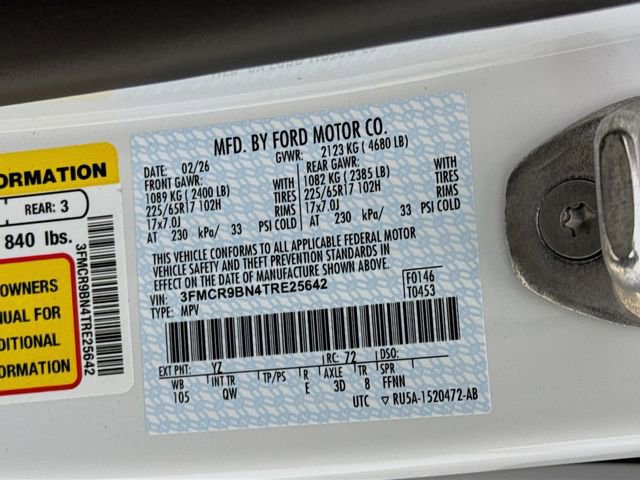 ORMATION
REAR: 3
840 lbs.
OWNERS
NUAL FOR
DITIONAL
FORMATION
3FMCR9BN4TRE25642
MFD. BY FORD MOTOR CO.
DATE: 02/26 GVWR: 2123 KG ( 4680 LB)
FRONT GAWR: REAR GAWR:
1089 KG ( 2400 LB) WITH 1082 KG ( 2385 LB) WITH
225/65R17 102H TIRES 225/65R17 102H TIRES
17x7.0J RIMS 17x7.0J RIMS
AT 230 kPa/ 33 PSI COLD AT 230 kPa/ 33 PSI COLD
THIS VEHICLE CONFORMS TO ALL APPLICABLE FEDERAL MOTOR
VEHICLE SAFETY AND THEFT PREVENTION STANDARDS IN
EFFECT ON THE DATE OF MANUFACTURE SHOWN ABOVE.
VIN: 3FMCR9BN4TRE25642 F0146
TYPE: MPV T0453
EXT PNT: YZ RC: 72 DSO:
WB INT TR TP/PS R AXLE TR SPR
105 QW E 3D 8 FFNN
UTC ▽ RU5A-1520472-AB